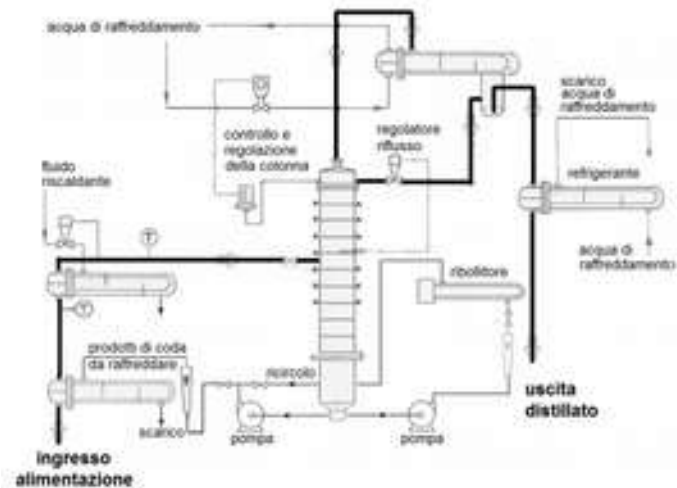 acqua di raffreddamento
controllo e
regolazione
della colonna
regolatore
riflusso
scarico
acqua di
raffreddamento
refrigerante
acqua di
raffreddamento
fluido
riscaldante
T
T
ribollitore
prodotti di coda
da raffreddare
ricircolo
scarico
pompa
pompa
uscita
distillato
ingresso
alimentazione